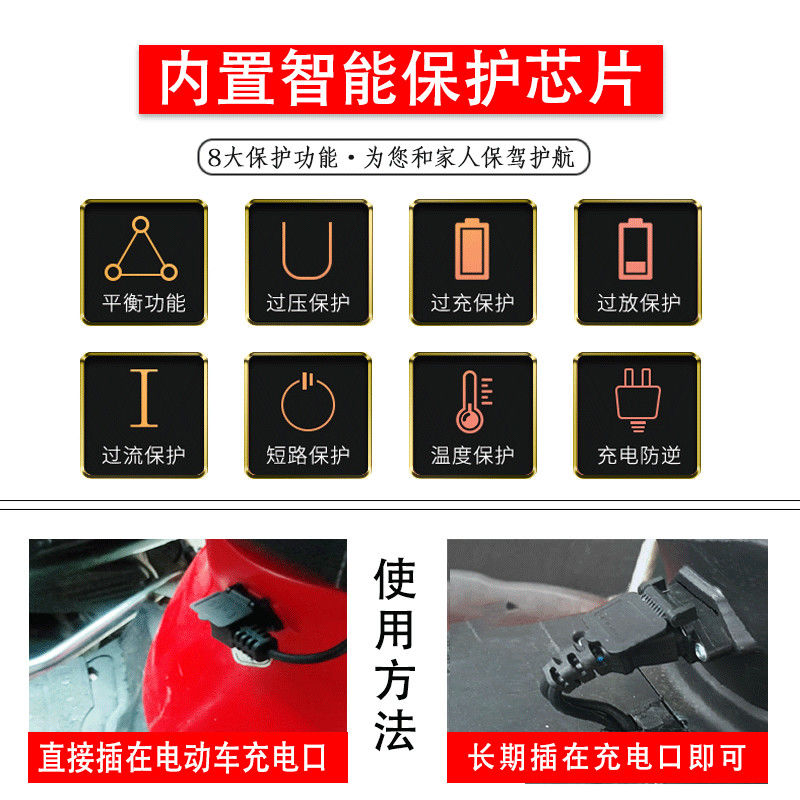 内置智能保护芯片
8大保护功能·为您和家人保驾护航
平衡功能
过压保护
过充保护
过放保护
过流保护
短路保护
温度保护
充电防逆
使用方法
直接插在电动车充电口
长期插在充电口即可